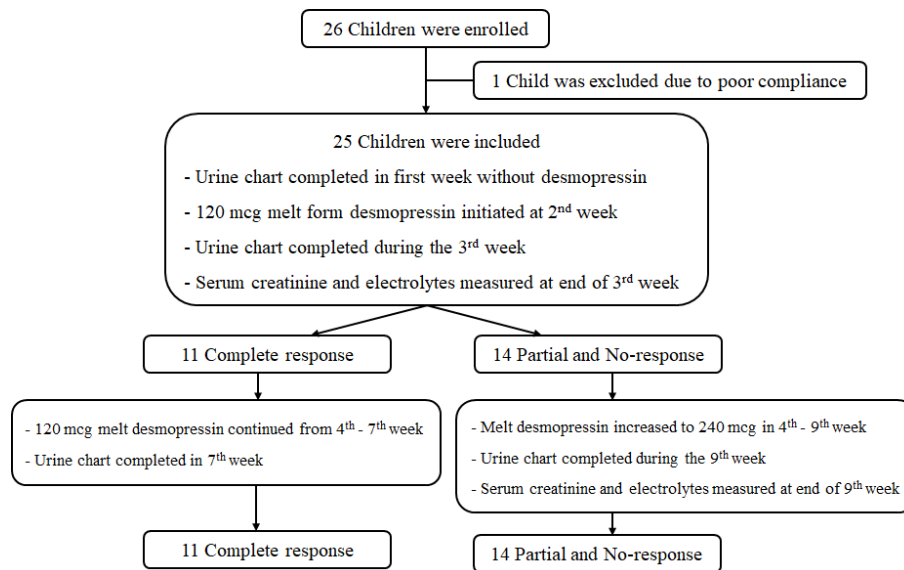 26 Children were enrolled
1 Child was excluded due to poor compliance
25 Children were included
- Urine chart completed in first week without desmopressin
- 120 mcg melt form desmopressin initiated at 2nd week
- Urine chart completed during the 3rd week
- Serum creatinine and electrolytes measured at end of 3rd week
11 Complete response
14 Partial and No-response
- 120 mcg melt desmopressin continued from 4th - 7th week
- Urine chart completed in 7th week
- Melt desmopressin increased to 240 mcg in 4th - 9th week
- Urine chart completed during the 9th week
- Serum creatinine and electrolytes measured at end of 9th week
11 Complete response
14 Partial and No-response